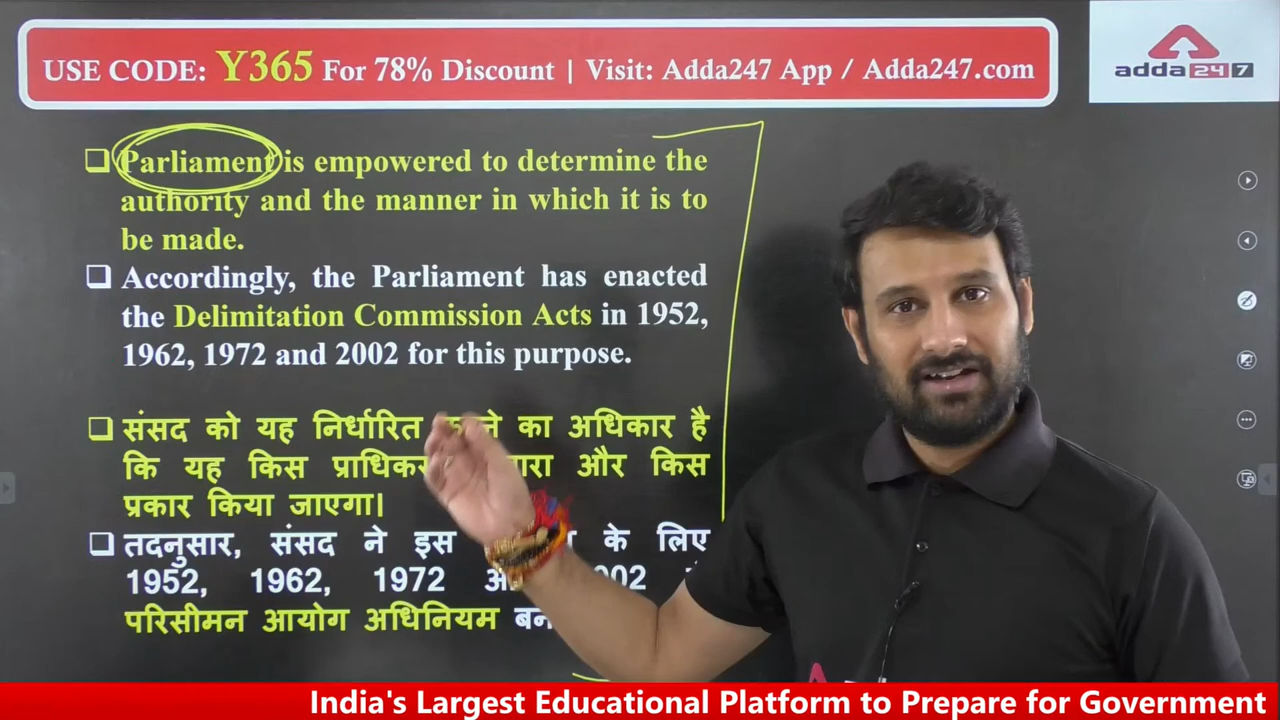 USE CODE: Y365 For 78% Discount | Visit: Adda247 App / Adda247.com
adda247
Parliament is empowered to determine the
authority and the manner in which it is to
be made.
Accordingly, the Parliament has enacted
the Delimitation Commission Acts in 1952,
1962, 1972 and 2002 for this purpose.
संसद को यह निर्धारित का अधिकार है
कि यह किस और किस
प्रकार किया जाएगा।
तदनुसार, संसद ने इस के लिए
1952, 1962, 1972
परिसीमन आयोग अधिनियम
India's Largest Educational Platform to Prepare for Government